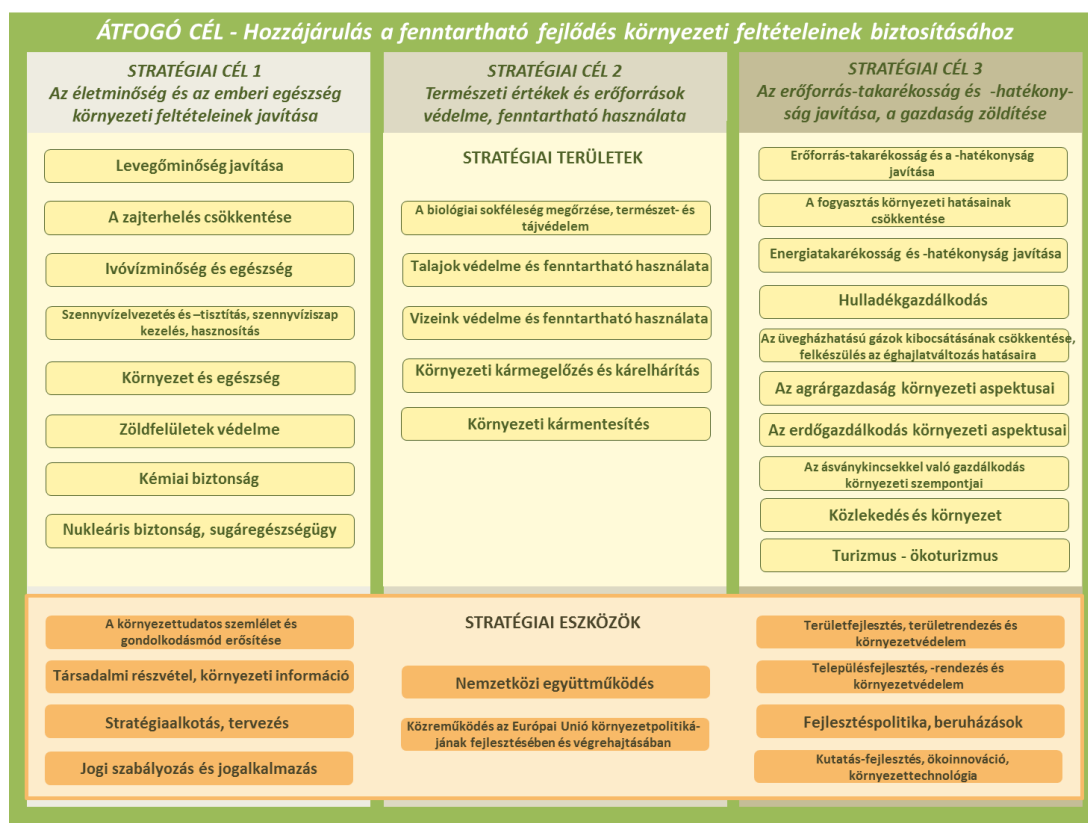 ÁTFOGÓ CÉL - Hozzájárulás a fenntartható fejlődés környezeti feltételeinek biztosításához
STRATÉGIAI CÉL 1
Az életminőség és az emberi egészség
környezeti feltételeinek javítása
STRATÉGIAI CÉL 2
Természeti értékek és erőforrások
védelme, fenntartható használata
STRATÉGIAI CÉL 3
Az erőforrás-takarékosság és -hatékony-
ság javítása, a gazdaság zöldítése
Levegőminőség javítása
A zajterhelés csökkentése
Ivóvízminőség és egészség
Szennyvízelvezetés és –tisztítás, szennyvíziszap
kezelés, hasznosítás
Környezet és egészség
Zöldfelületek védelme
Kémiai biztonság
Nukleáris biztonság, sugáregészségügy
STRATÉGIAI TERÜLETEK
A biológiai sokféleség megőrzése, természet- és
tájvédelem
Talajok védelme és fenntartható használata
Vizeink védelme és fenntartható használata
Környezeti kármegelőzés és kárelhárítás
Környezeti kármentesítés
Erőforrás-takarékosság és a -hatékonyság
javítása
A fogyasztás környezeti hatásainak
csökkentése
Energiatakarékosság és -hatékonyság javítása
Hulladékgazdálkodás
Az üvegházhatású gázok kibocsátásának csökkentése,
felkészülés az éghajlatváltozás hatásaira
Az agrárgazdaság környezeti aspektusai
Az erdőgazdálkodás környezeti aspektusai
Az ásványkincsekkel való gazdálkodás
környezeti szempontjai
Közlekedés és környezet
Turizmus - ökoturizmus
A környezettudatos szemlélet és
gondolkodásmód erősítése
Társadalmi részvétel, környezeti információ
Stratégiaalkotás, tervezés
Jogi szabályozás és jogalkalmazás
STRATÉGIAI ESZKÖZÖK
Nemzetközi együttműködés
Közreműködés az Európai Unió környezetpolitiká-
jának fejlesztésében és végrehajtásában
Területfejlesztés, területrendezés és
környezetvédelem
Településfejlesztés, -rendezés és
környezetvédelem
Fejlesztéspolitika, beruházások
Kutatás-fejlesztés, ökoinnováció,
környezettechnológia